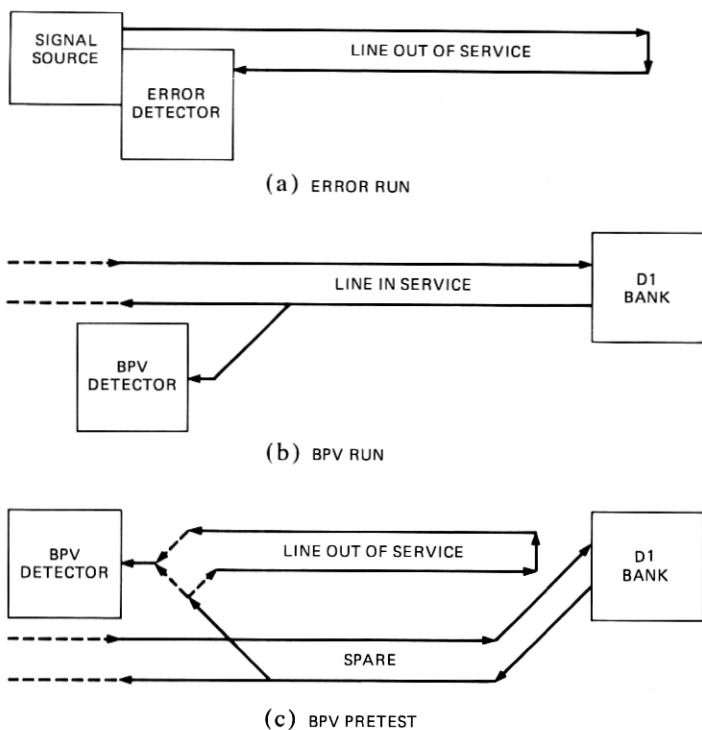 SIGNAL
SOURCE
LINE OUT OF SERVICE
ERROR
DETECTOR
(a) ERROR RUN
LINE IN SERVICE
D1
BANK
BPV
DETECTOR
(b) BPV RUN
BPV
DETECTOR
LINE OUT OF SERVICE
D1
BANK
SPARE
(c) BPV PRETEST